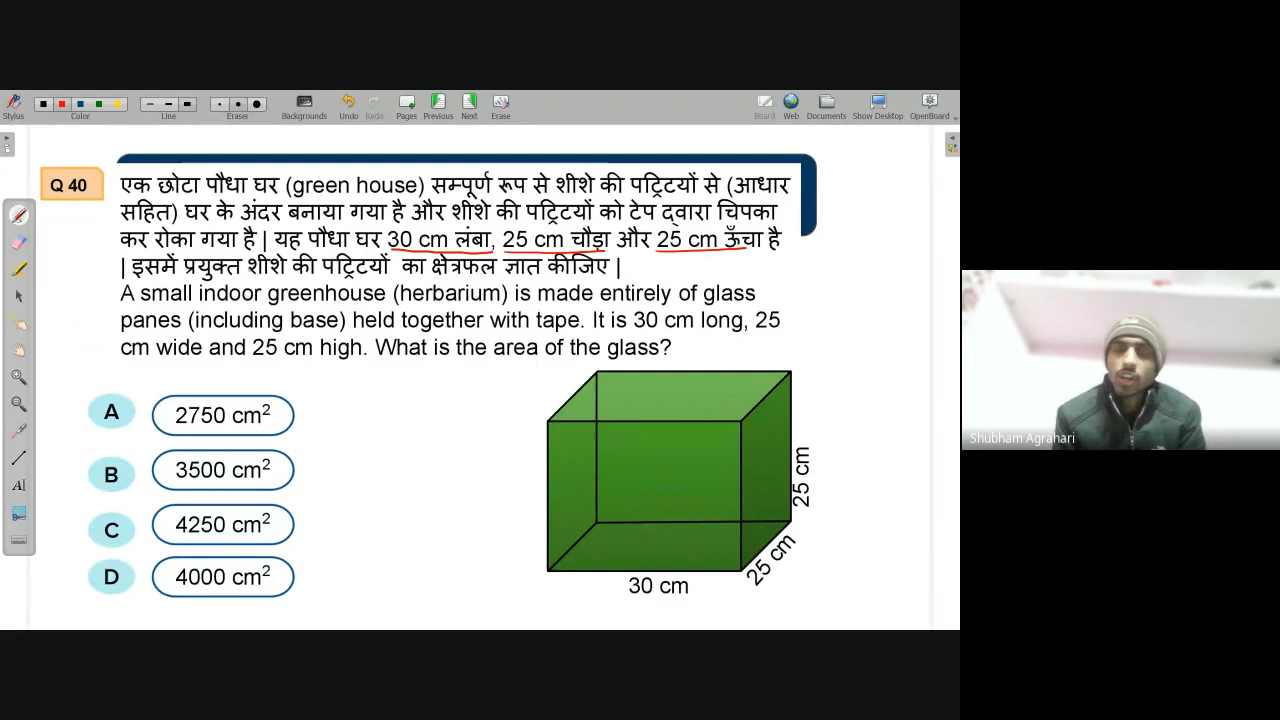 Stylus
Color
Line
Eraser
Backgrounds
Undo
Redo
Pages
Previous
Next
Erase
Board
Web
Documents
Show Desktop
OpenBoard
Q 40
एक छोटा पौधा घर (green house) सम्पूर्ण रूप से शीशे की पट्रिटयों से (आधार
सहित) घर के अंदर बनाया गया है और शीशे की पट्रिटयों को टेप द्वारा चिपका
कर रोका गया है | यह पौधा घर 30 cm लंबा, 25 cm चौड़ा और 25 cm ऊँचा है
| इसमें प्रयुक्त शीशे की पट्रिटयों का क्षेत्रफल ज्ञात कीजिए |
A small indoor greenhouse (herbarium) is made entirely of glass
panes (including base) held together with tape. It is 30 cm long, 25
cm wide and 25 cm high. What is the area of the glass?
A 2750 cm²
B 3500 cm²
C 4250 cm²
D 4000 cm²
25 cm
25 cm
30 cm
AI
Shubham Agrahari